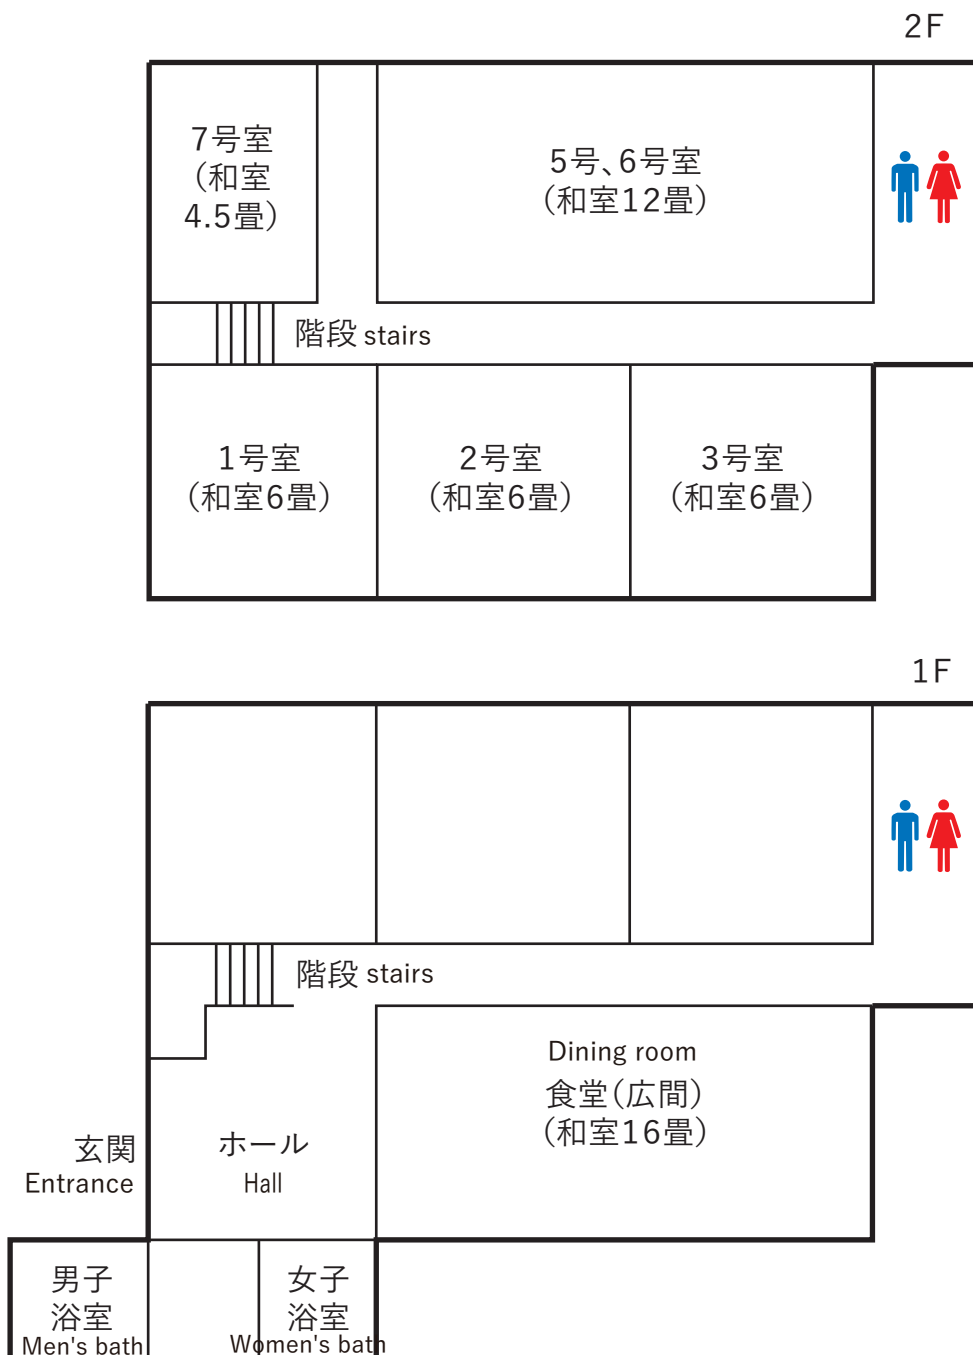 2F
7号室
(和室
4.5畳)
5号、6号室
(和室12畳)
階段 stairs
1号室
(和室6畳)
2号室
(和室6畳)
3号室
(和室6畳)
1F
階段 stairs
Dining room
食堂(広間)
(和室16畳)
玄関
Entrance
ホール
Hall
男子
浴室
Men's bath
女子
浴室
Women's bath